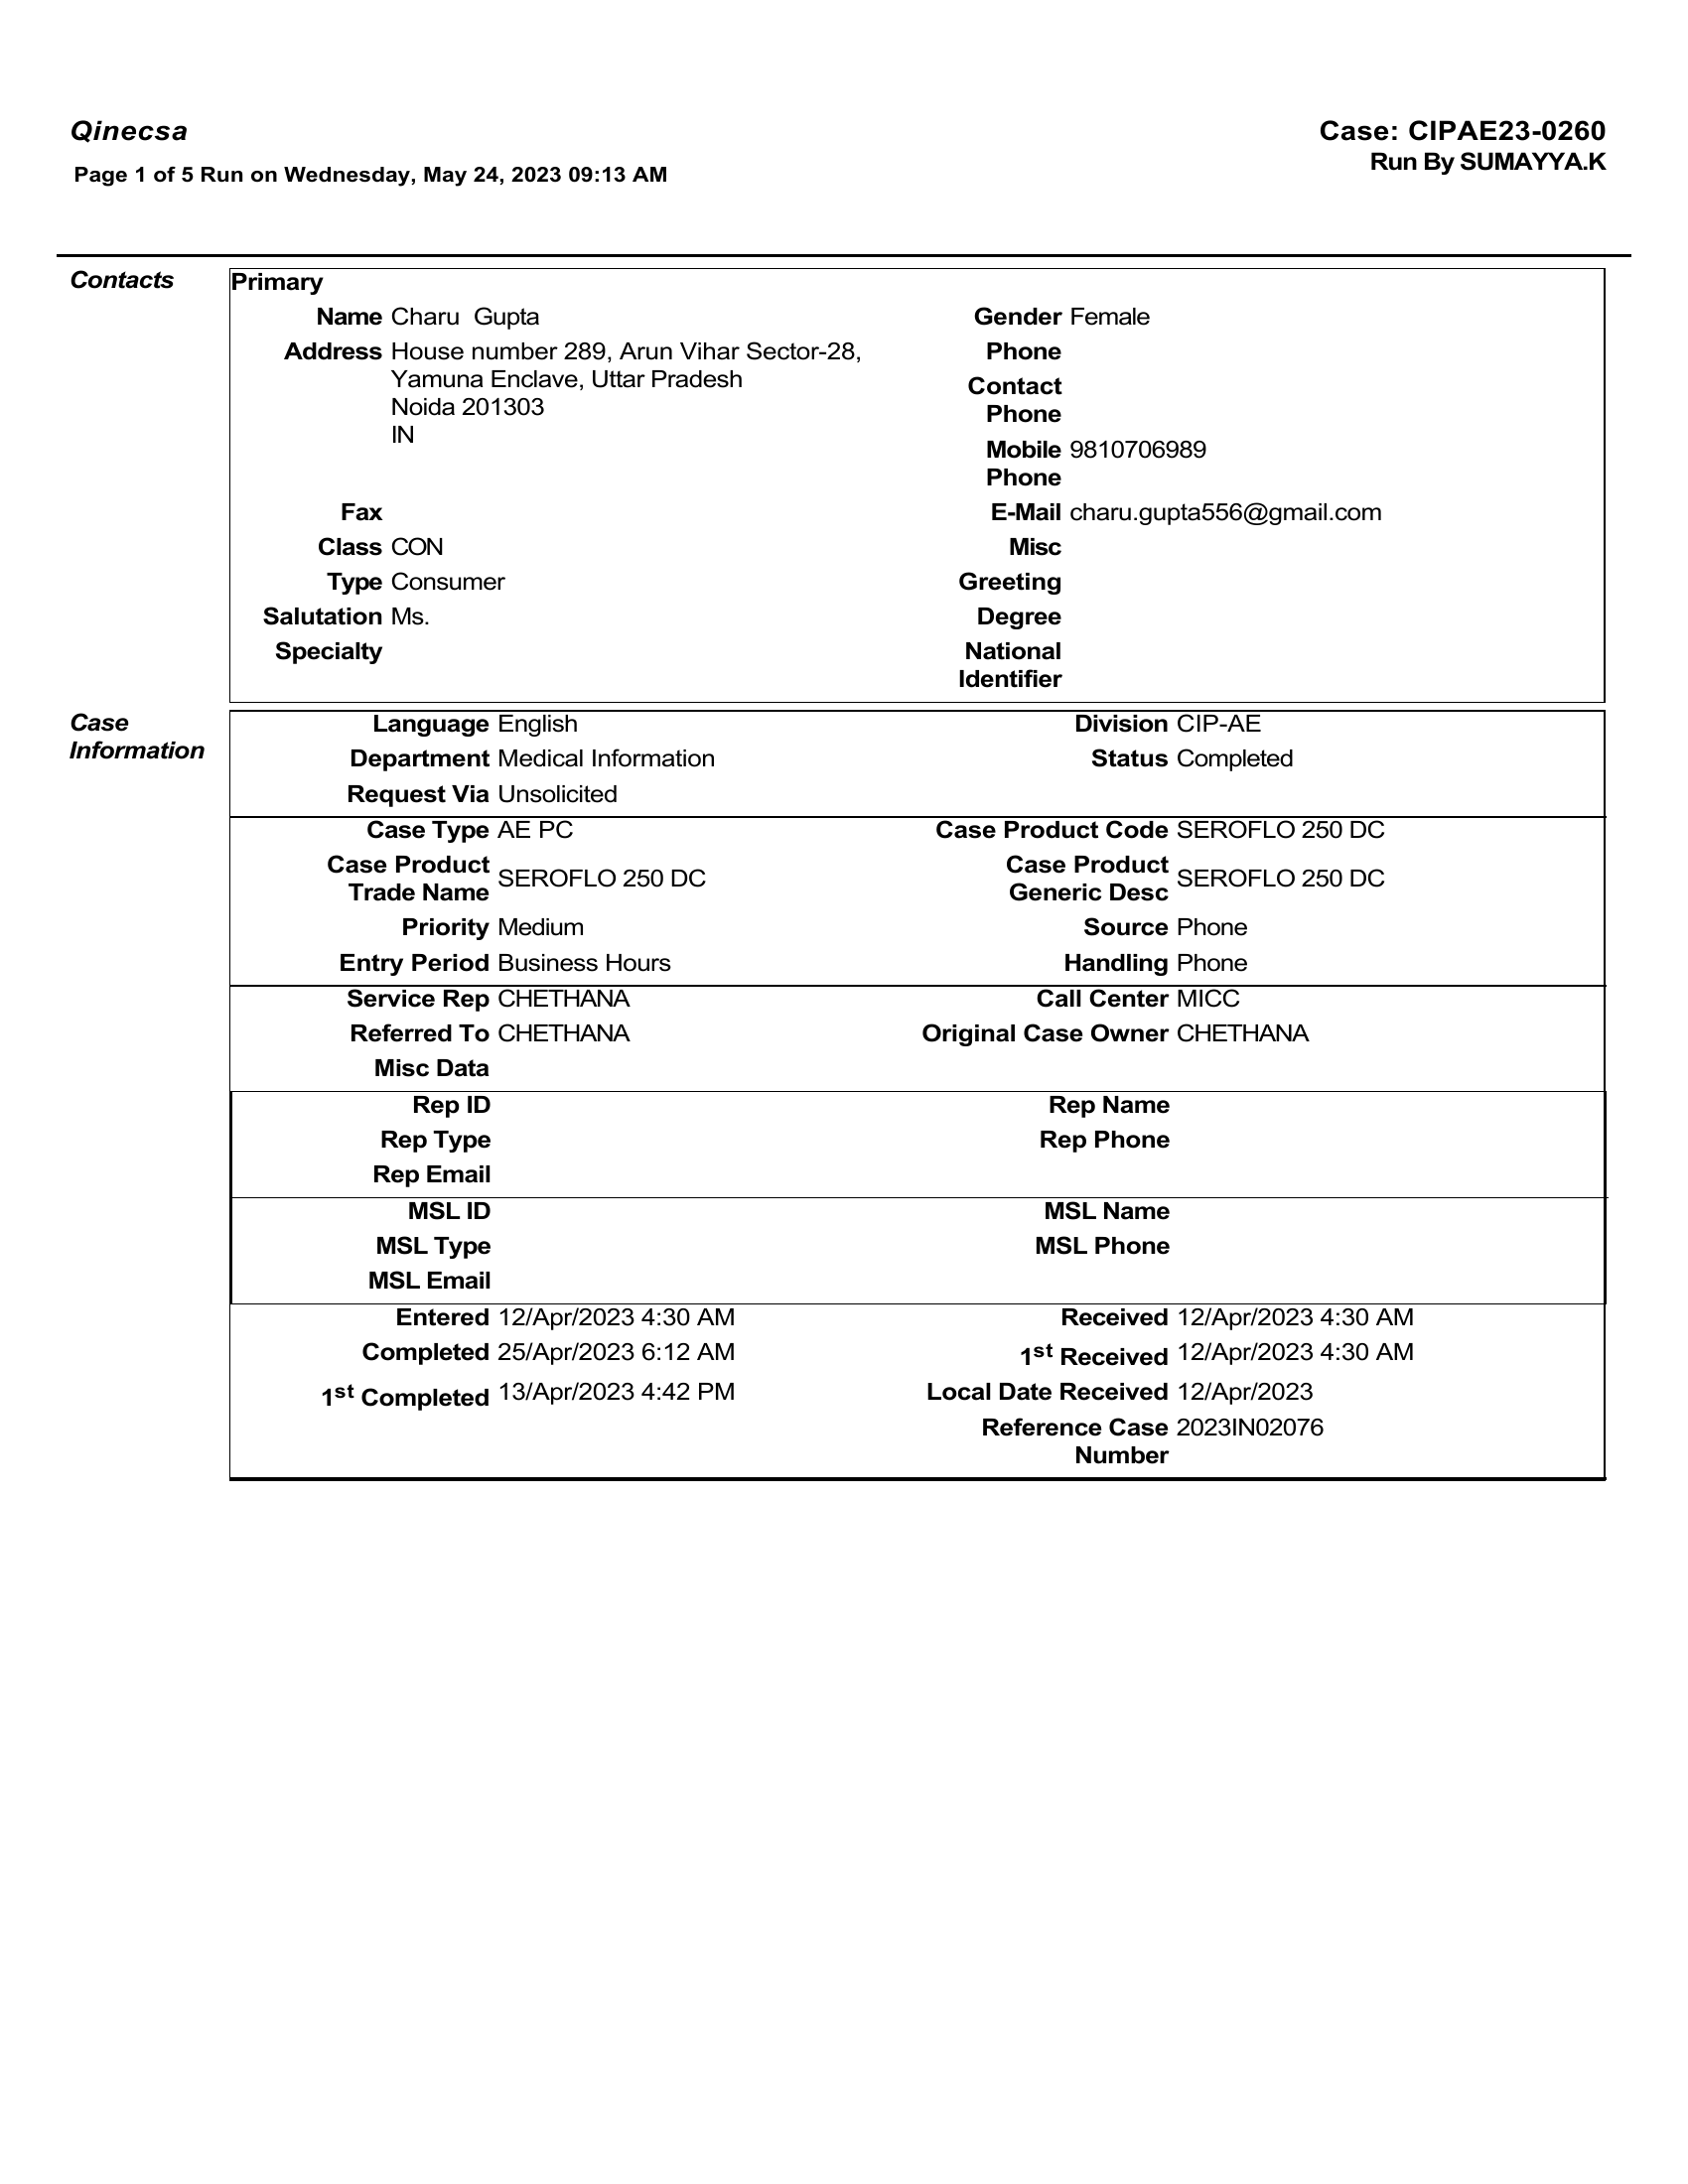 Qinecsa
Case: CIPAE23-0260
Page 1 of 5 Run on Wednesday, May 24, 2023 09:13 AM
Run By SUMAYYA.K
Contacts
Primary
Name Charu  Gupta
Gender Female
Address House number 289, Arun Vihar Sector-28,
Yamuna Enclave, Uttar Pradesh
Noida 201303
IN
Phone
Contact
Phone
Mobile 9810706989
Phone
Fax
E-Mail charu.gupta556@gmail.com
Class CON
Misc
Type Consumer
Greeting
Salutation Ms.
Degree
Specialty
National
Identifier
Case
Information
Language English
Division CIP-AE
Department Medical Information
Status Completed
Request Via Unsolicited
Case Type AE PC
Case Product Code SEROFLO 250 DC
Case Product
Trade Name SEROFLO 250 DC
Case Product
Generic Desc SEROFLO 250 DC
Priority Medium
Source Phone
Entry Period Business Hours
Handling Phone
Service Rep CHETHANA
Call Center MICC
Referred To CHETHANA
Original Case Owner CHETHANA
Misc Data
Rep ID
Rep Name
Rep Type
Rep Phone
Rep Email
MSL ID
MSL Name
MSL Type
MSL Phone
MSL Email
Entered 12/Apr/2023 4:30 AM
Received 12/Apr/2023 4:30 AM
Completed 25/Apr/2023 6:12 AM
1st Received 12/Apr/2023 4:30 AM
1st Completed 13/Apr/2023 4:42 PM
Local Date Received 12/Apr/2023
Reference Case 2023IN02076
Number